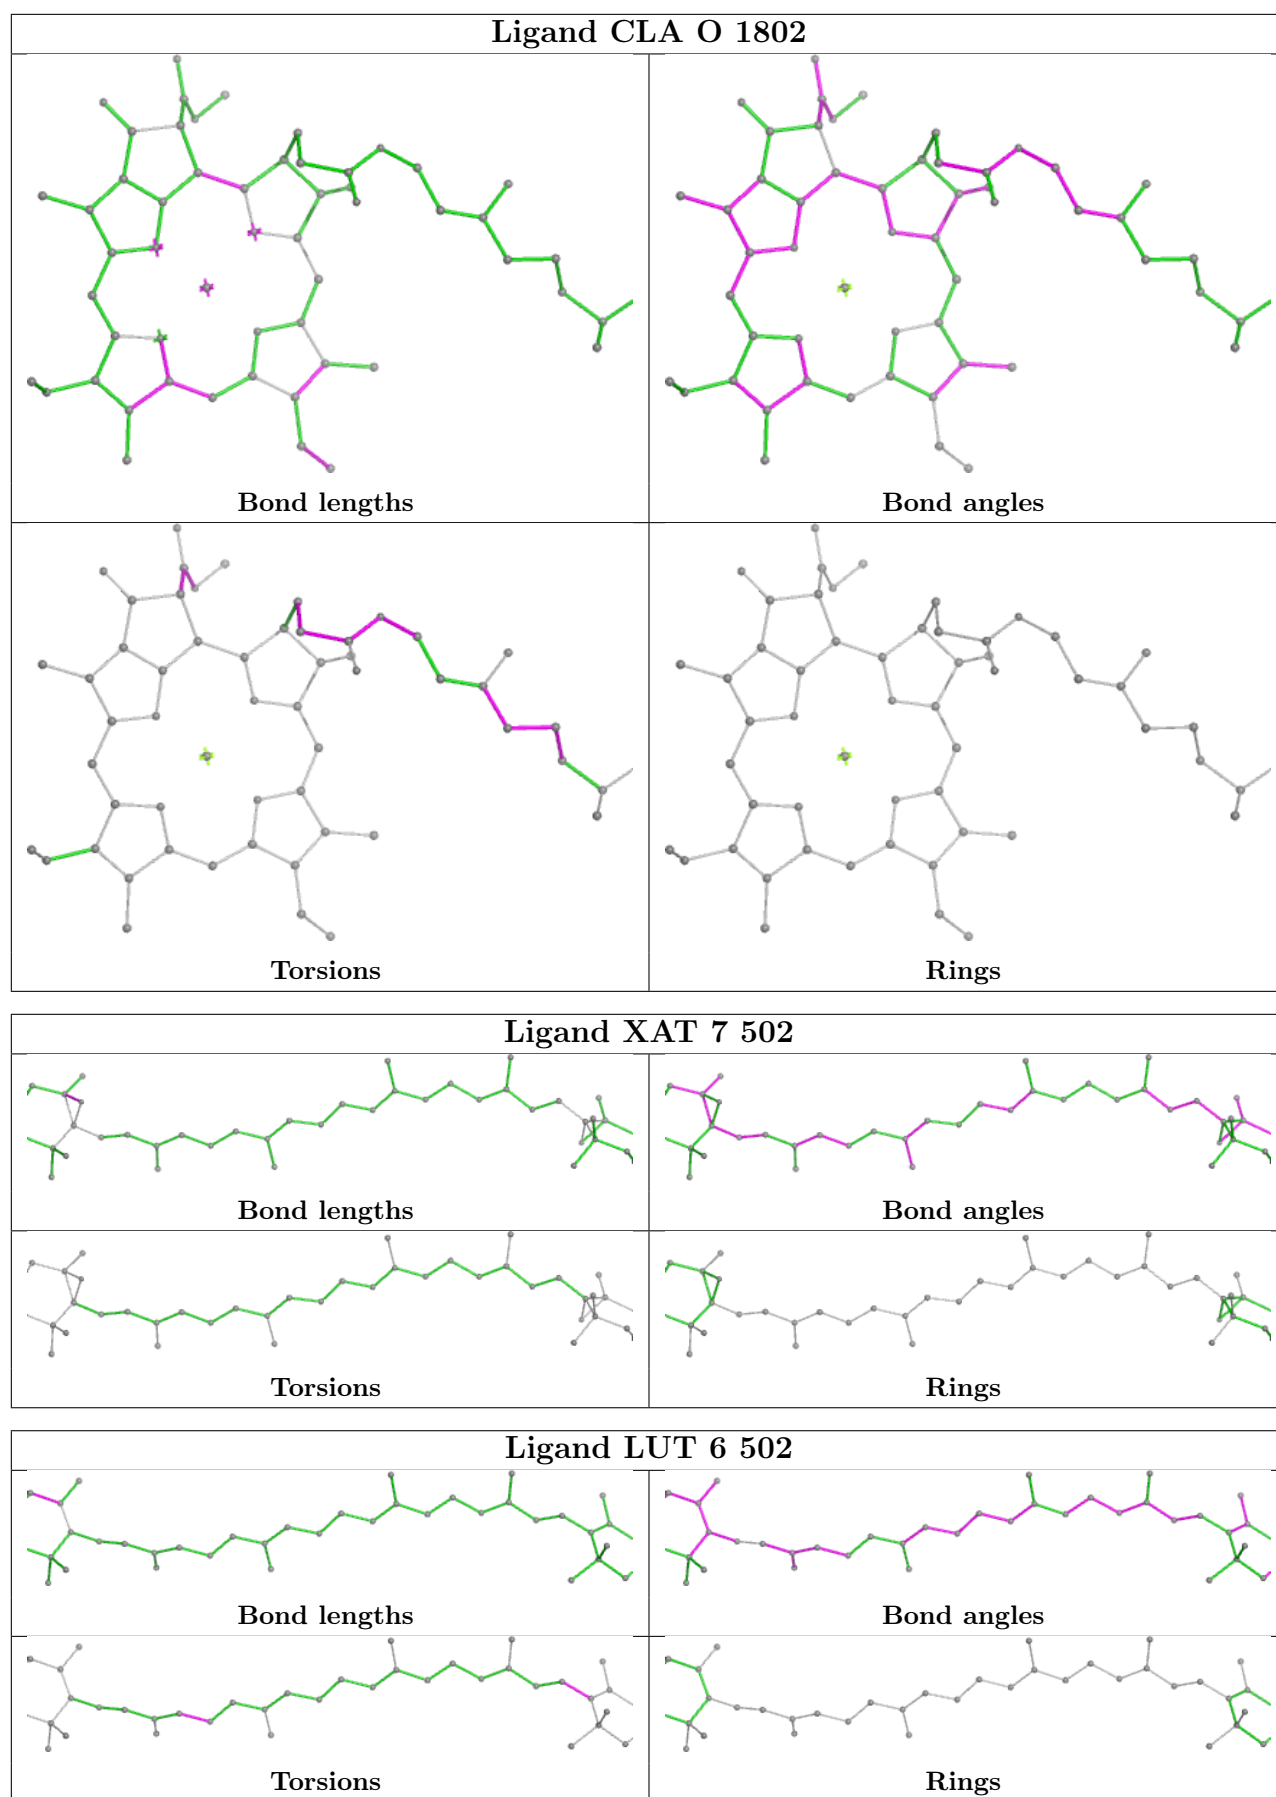 Ligand CLA O 1802
Bond lengths
Bond angles
Torsions
Rings
Ligand XAT 7 502
Bond lengths
Bond angles
Torsions
Rings
Ligand LUT 6 502
Bond lengths
Bond angles
Torsions
Rings